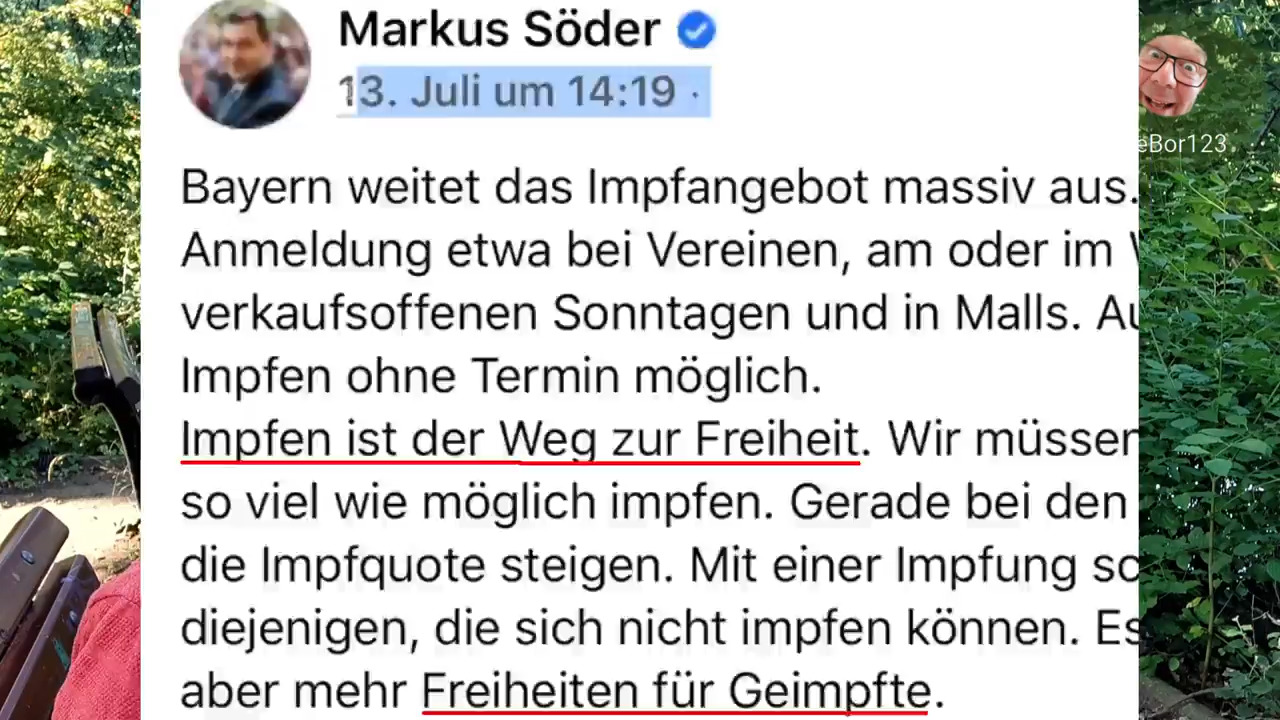 Markus Söder
13. Juli um 14:19 ·
eBor123
Bayern weitet das Impfangebot massiv aus.
Anmeldung etwa bei Vereinen, am oder im
verkaufsoffenen Sonntagen und in Malls.
Impfen ohne Termin möglich.
Impfen ist der Weg zur Freiheit. Wir müssen
so viel wie möglich impfen. Gerade bei den
die Impfquote steigen. Mit einer Impfung
diejenigen, die sich nicht impfen können. Es
aber mehr Freiheiten für Geimpfte.